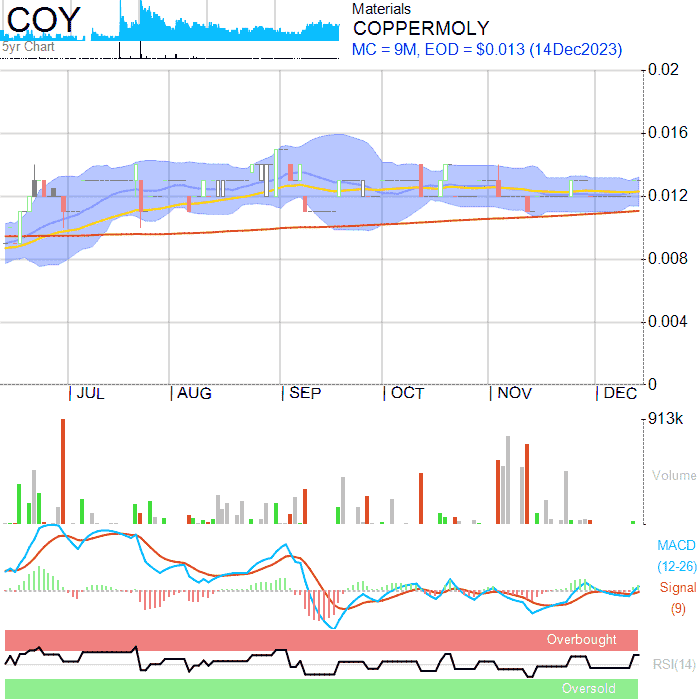 COY
5yr Chart
Materials
COPPERMOLY
MC = 9M, EOD = $0.013 (14Dec2023)
0.02
0.016
0.012
0.008
0.004
0
JUL AUG SEP OCT NOV DEC
913k
Volume
MACD
(12-26)
Signal
(9)
Overbought
RSI(14)
Oversold